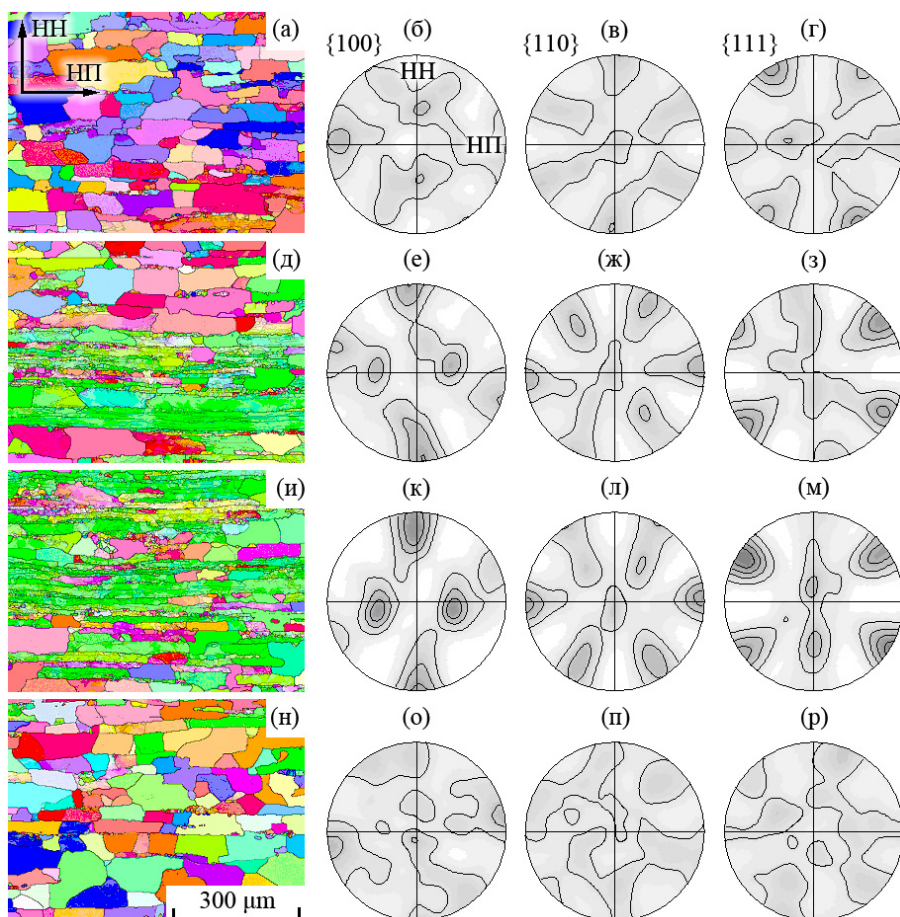 НН
НП
(а)
(б)
(в)
(г)
{100}
{110}
{111}
НН
НП
(д)
(е)
(ж)
(з)
(и)
(к)
(л)
(м)
(н)
(о)
(п)
(р)
300 µm